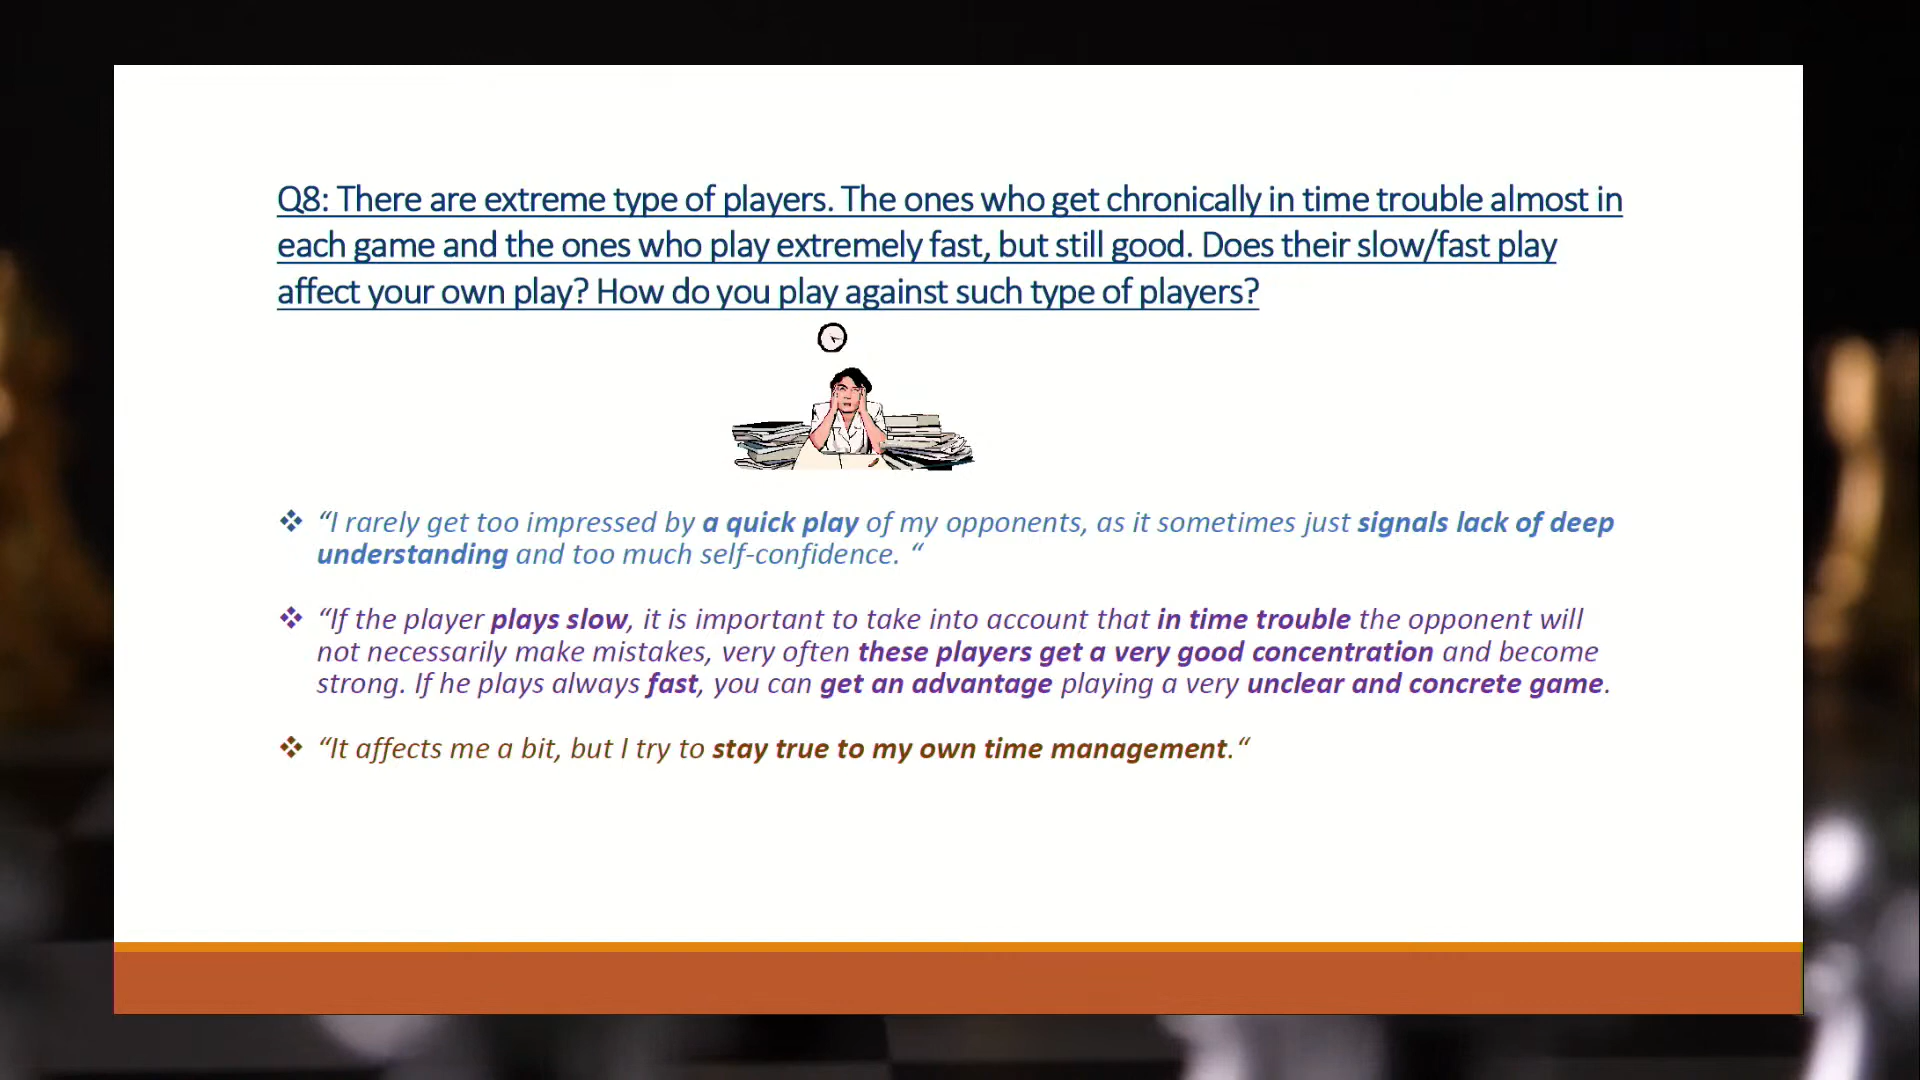 Q8: There are extreme type of players. The ones who get chronically in time trouble almost in
each game and the ones who play extremely fast, but still good. Does their slow/fast play
affect your own play? How do you play against such type of players?
❖ “I rarely get too impressed by a quick play of my opponents, as it sometimes just signals lack of deep
understanding and too much self-confidence. “
❖ “If the player plays slow, it is important to take into account that in time trouble the opponent will
not necessarily make mistakes, very often these players get a very good concentration and become
strong. If he plays always fast, you can get an advantage playing a very unclear and concrete game.
❖ “It affects me a bit, but I try to stay true to my own time management.“